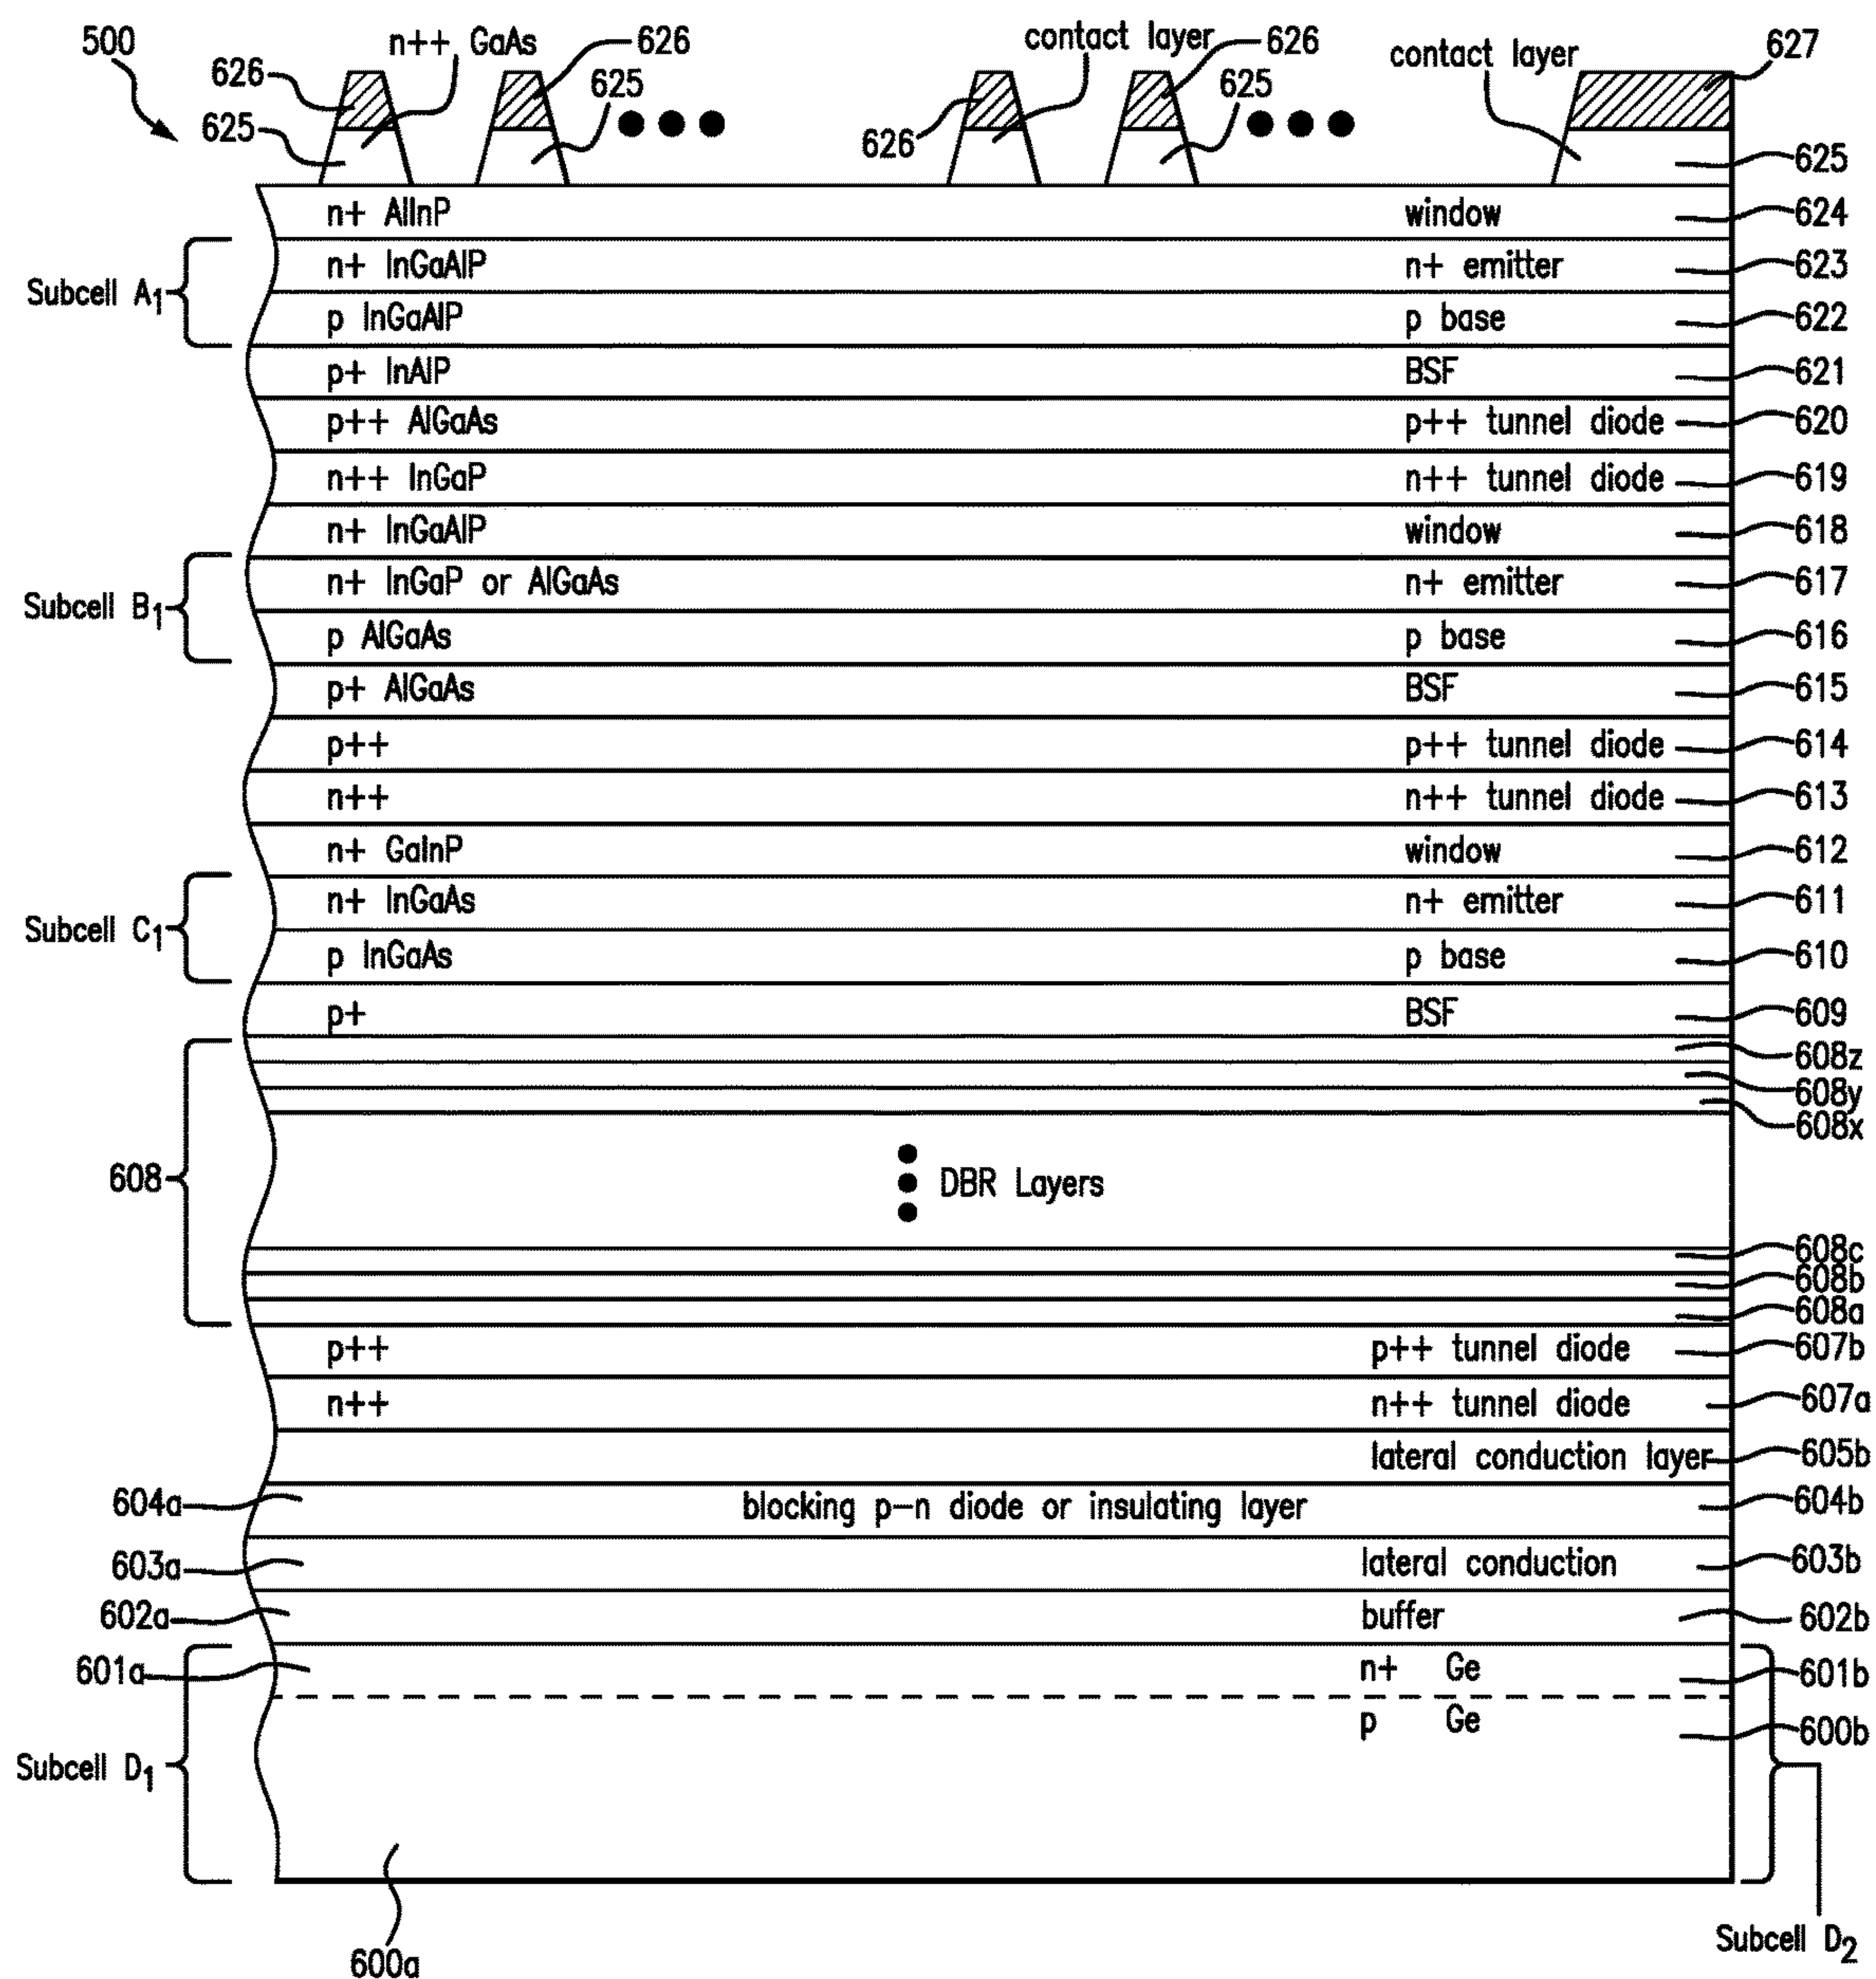 500
n++ GaAs
626
626
625
625
contact layer
626
626
625
contact layer
627
625
n+ AlInP window 624
Subcell A1
n+ InGaAlP n+ emitter 623
p InGaAlP p base 622
p+ InAlP BSF 621
p++ AlGaAs p++ tunnel diode 620
n++ InGaP n++ tunnel diode 619
n+ InGaAlP window 618
Subcell B1
n+ InGaP or AlGaAs n+ emitter 617
p AlGaAs p base 616
p+ AlGaAs BSF 615
p++ p++ tunnel diode 614
n++ n++ tunnel diode 613
n+ GaInP window 612
Subcell C1
n+ InGaAs n+ emitter 611
p InGaAs p base 610
p+ BSF 609
608z
608y
608x
608
DBR Layers
608c
608b
608a
p++ p++ tunnel diode 607b
n++ n++ tunnel diode 607a
lateral conduction layer 605b
604a blocking p-n diode or insulating layer 604b
603a lateral conduction 603b
602a buffer 602b
601a n+ Ge 601b
p Ge 600b
Subcell D1
600a
Subcell D2